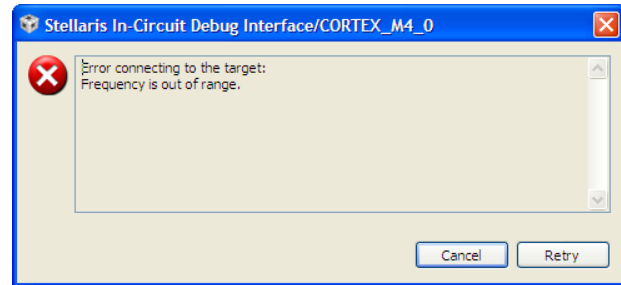 Stellaris In-Circuit Debug Interface/CORTEX_M4_0
Error connecting to the target:
Frequency is out of range.
Cancel
Retry